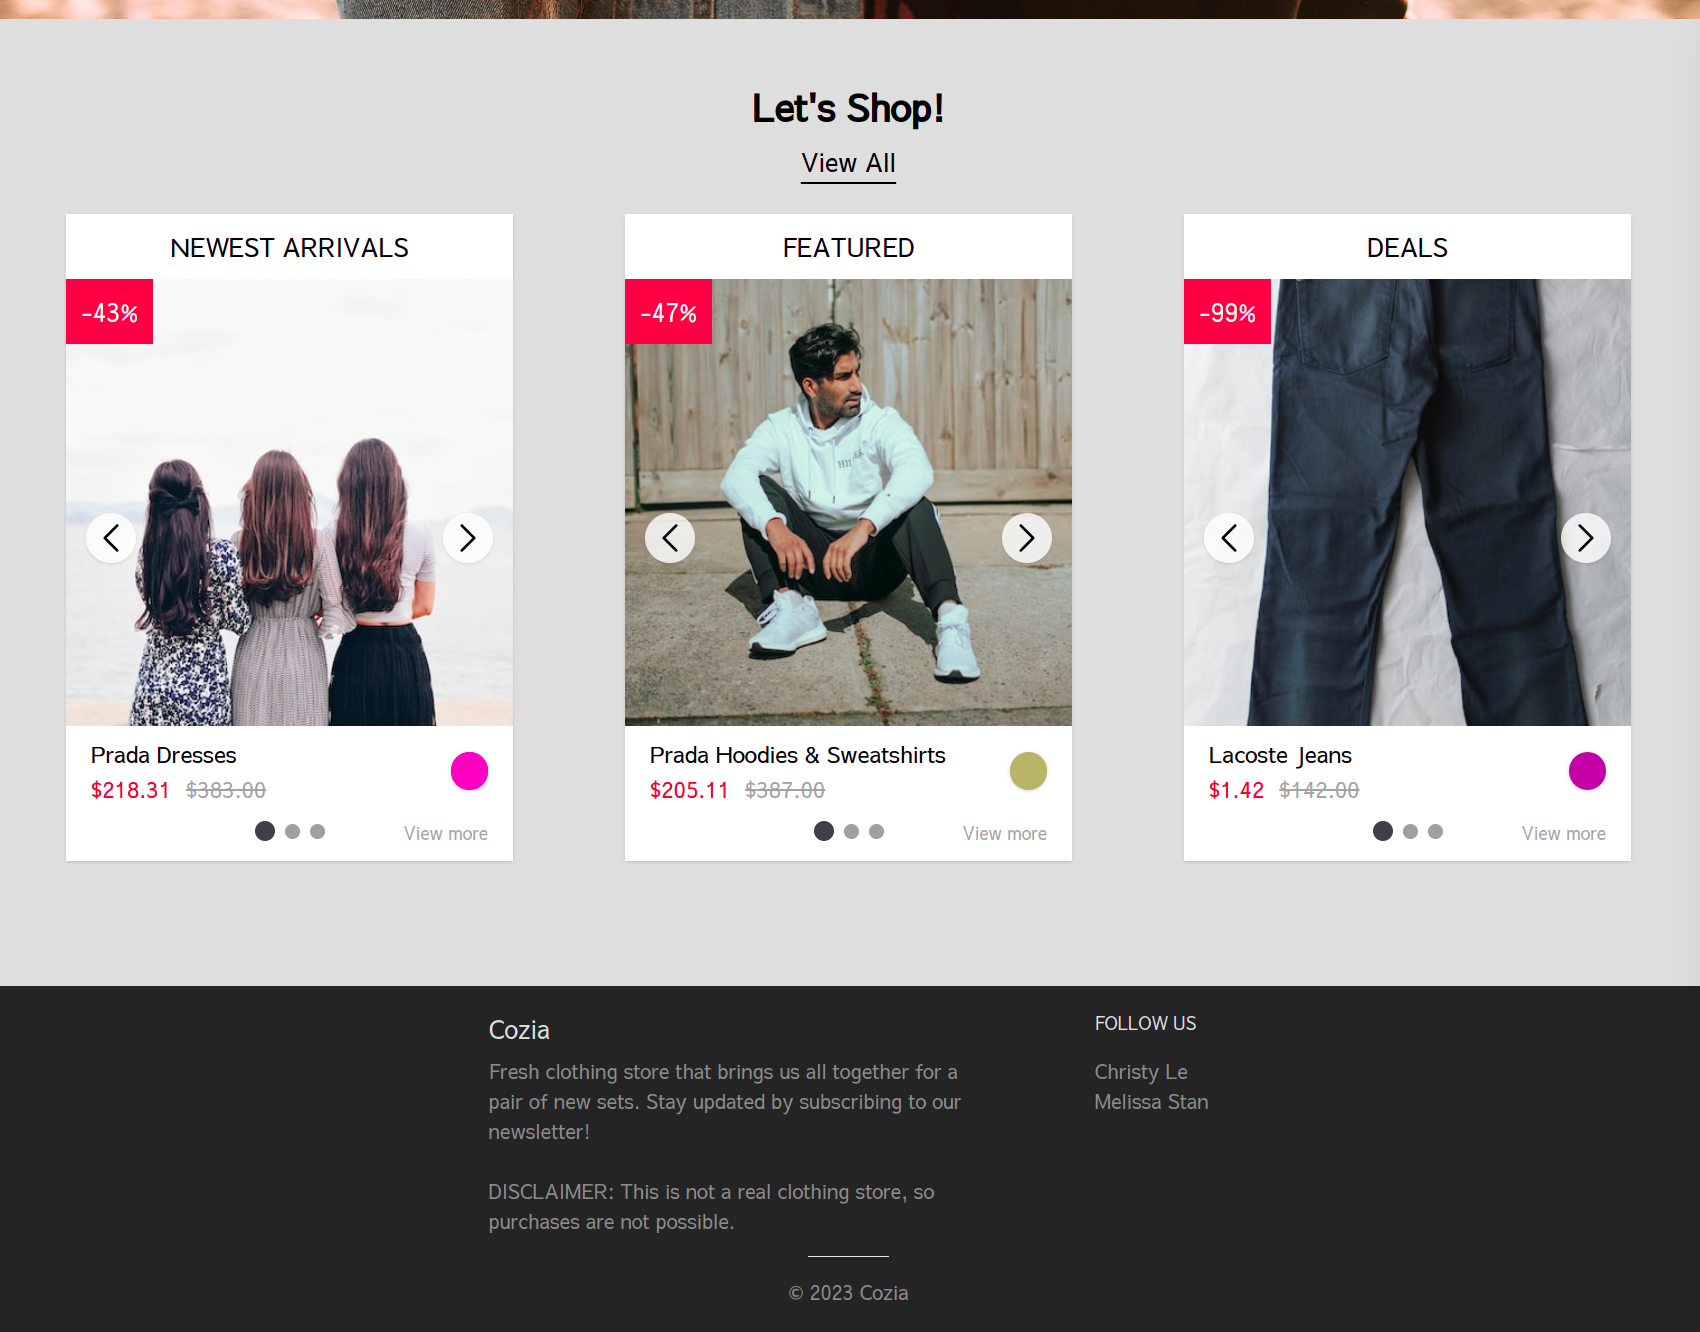 Let's Shop!
View All
NEWEST ARRIVALS
-43%
Prada Dresses
$218.31 $383.00
View more
FEATURED
-47%
HIL
Prada Hoodies & Sweatshirts
$205.11 $387.00
View more
DEALS
-99%
Lacoste Jeans
$1.42 $142.00
View more
Cozia
Fresh clothing store that brings us all together for a
pair of new sets. Stay updated by subscribing to our
newsletter!
DISCLAIMER: This is not a real clothing store, so
purchases are not possible.
FOLLOW US
Christy Le
Melissa Stan
© 2023 Cozia